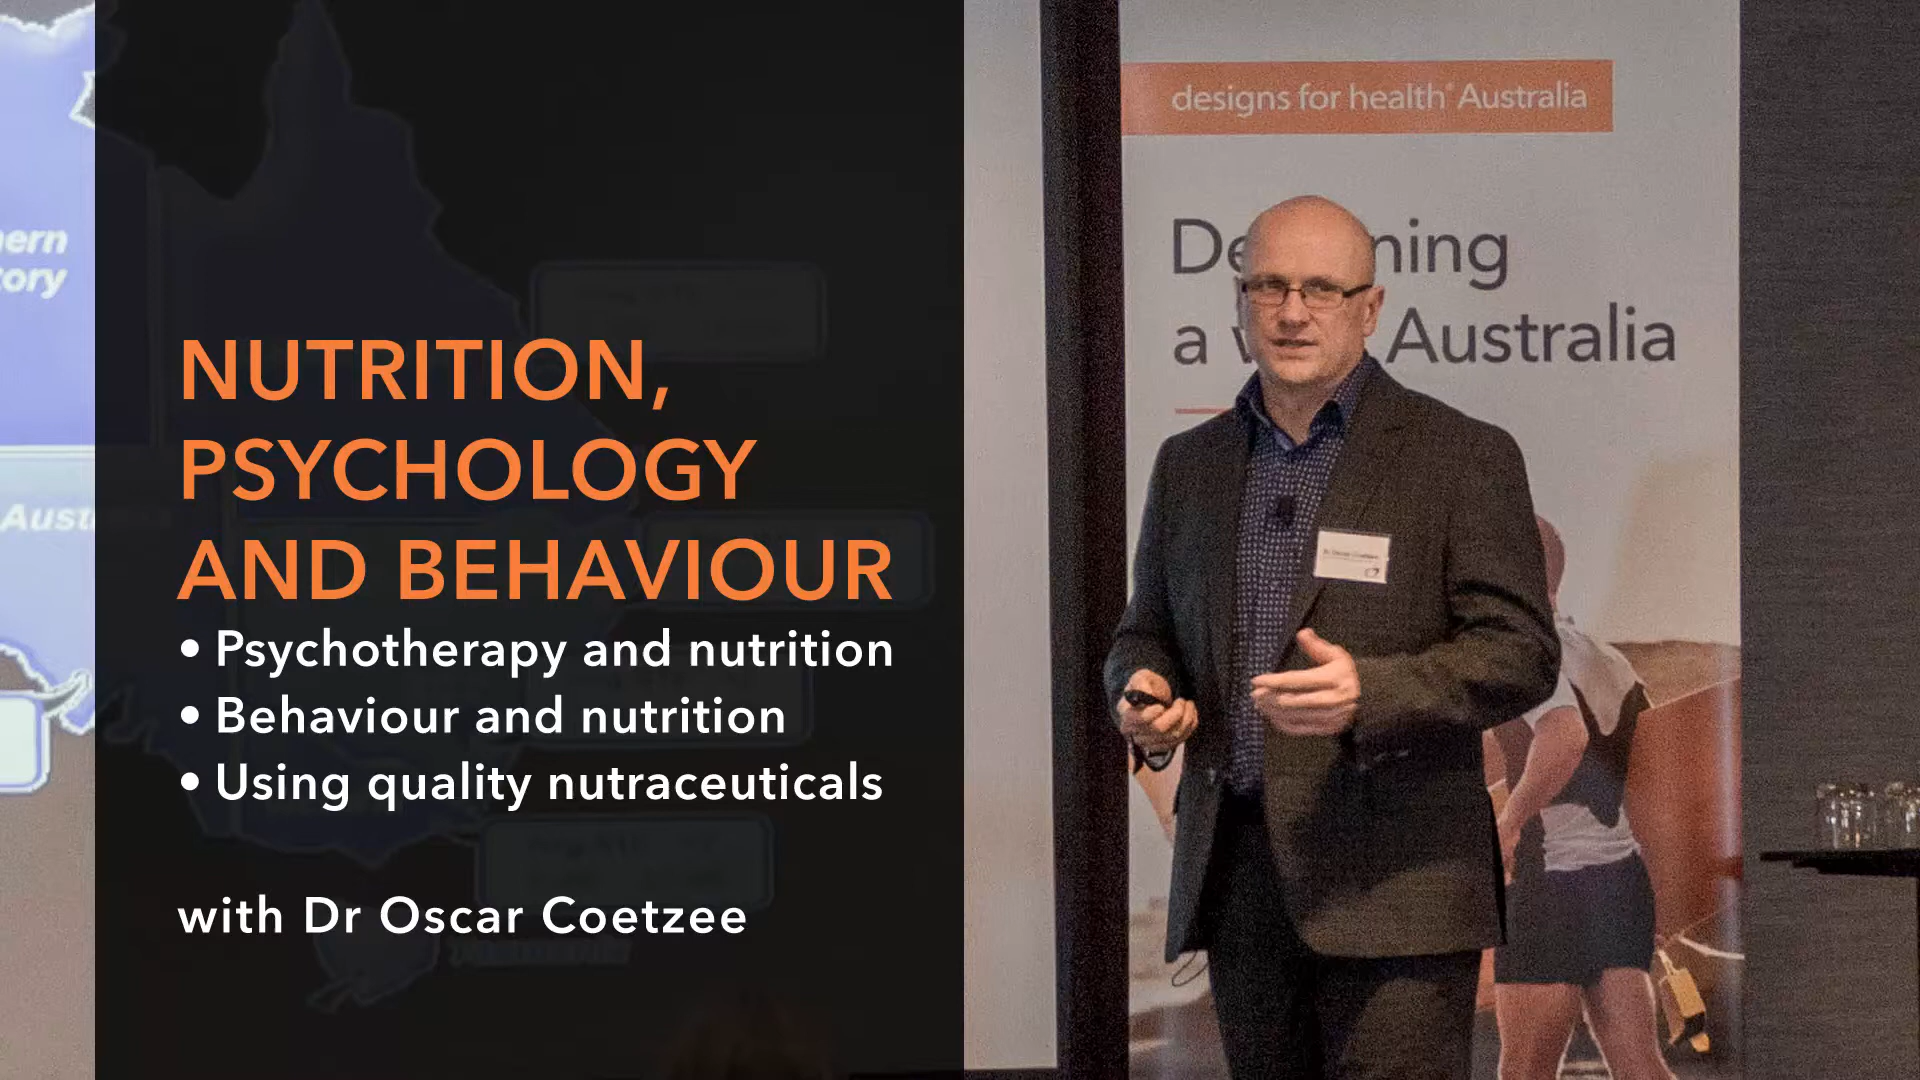 NUTRITION,
PSYCHOLOGY
AND BEHAVIOUR
• Psychotherapy and nutrition
• Behaviour and nutrition
• Using quality nutraceuticals
with Dr Oscar Coetzee
designs for health® Australia
a Australia